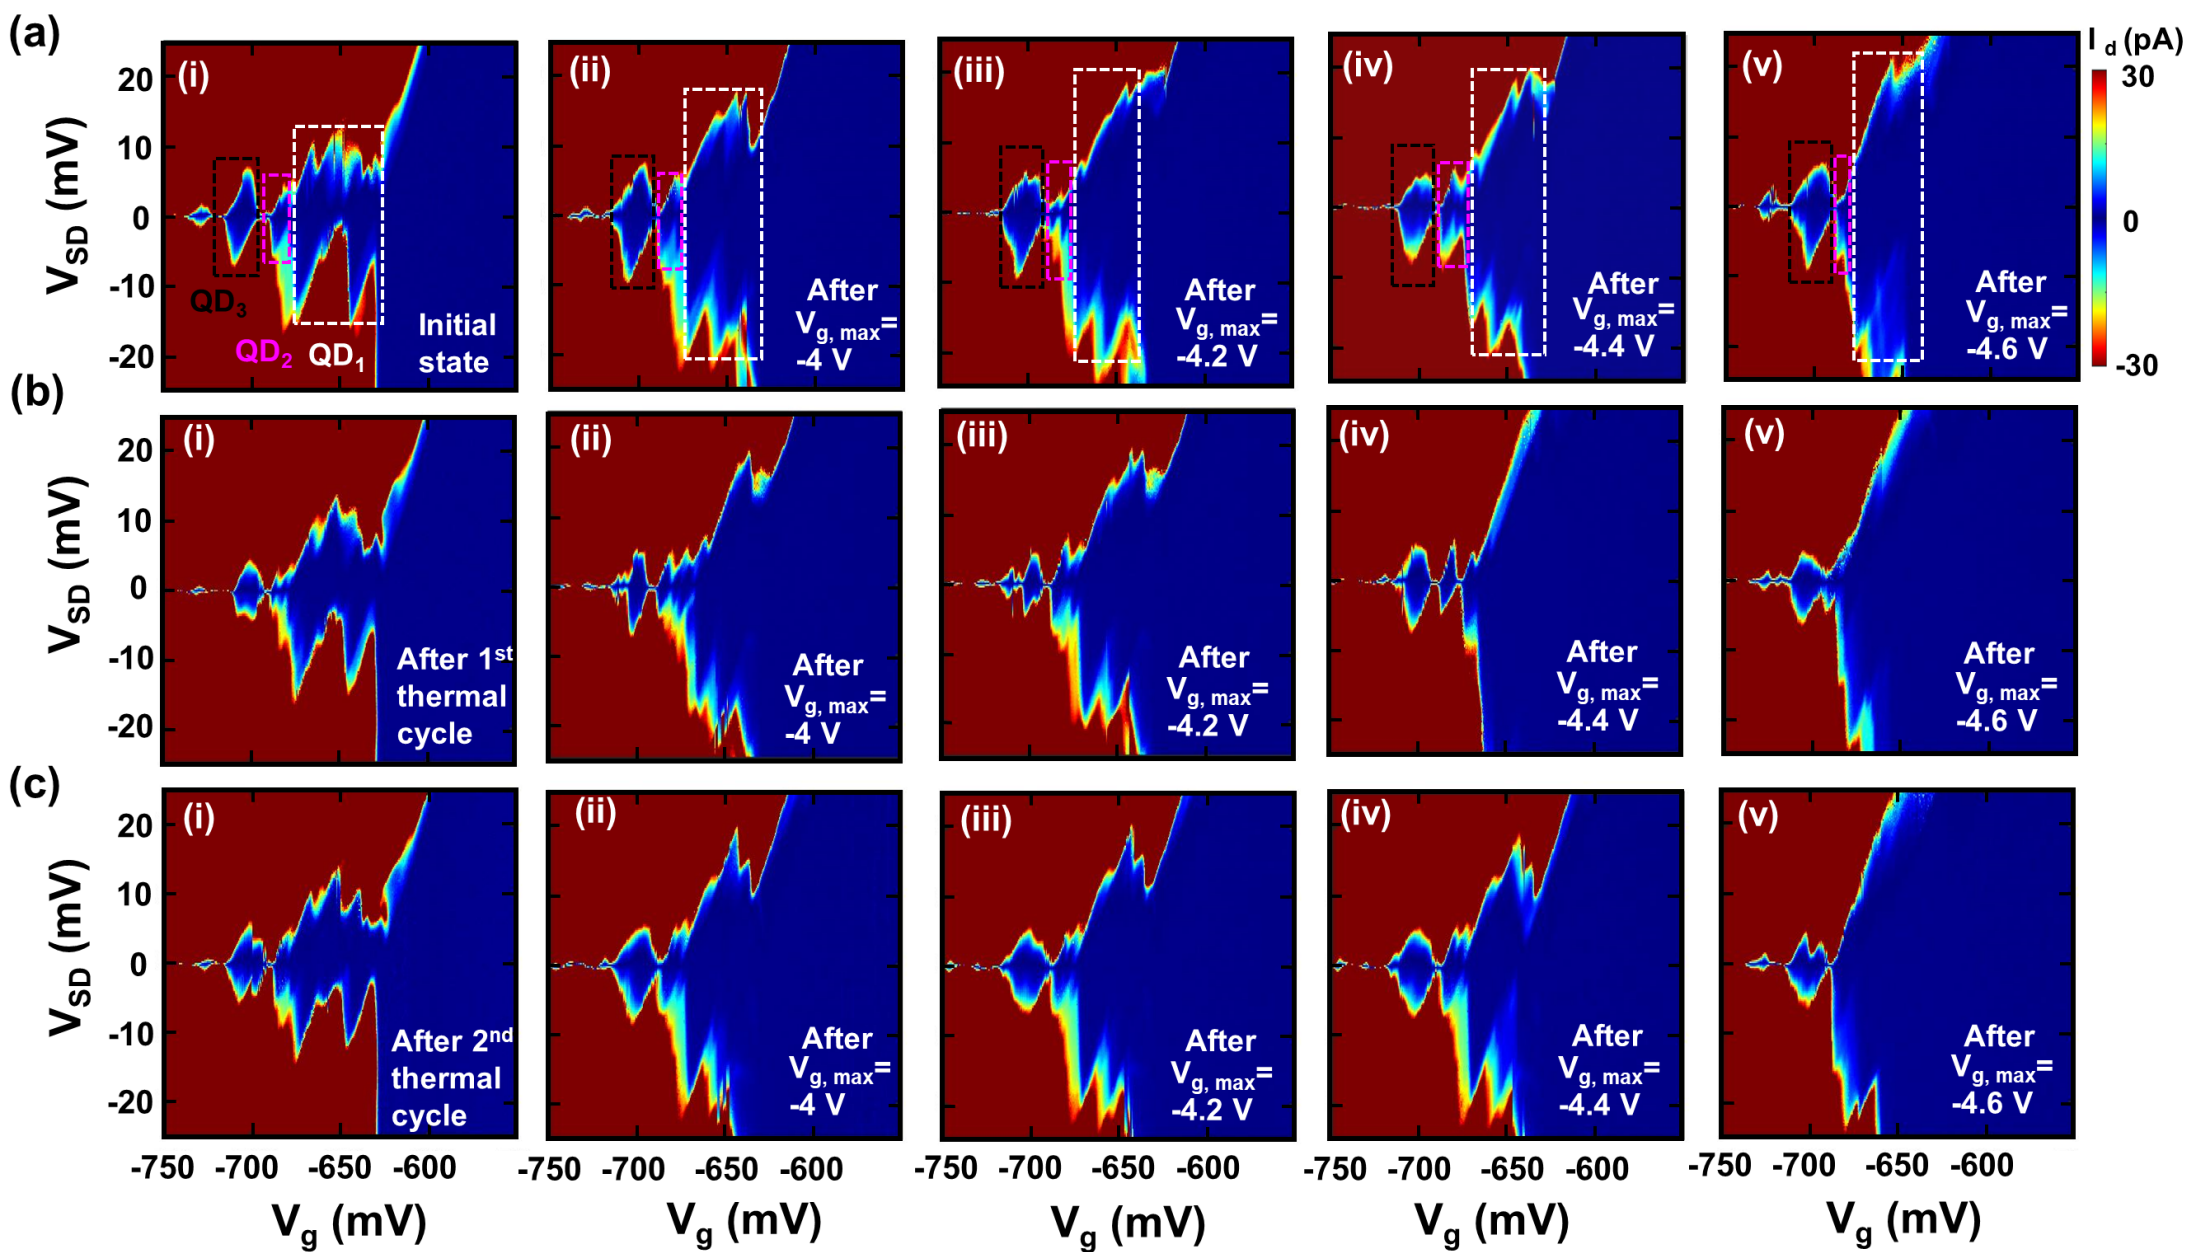 (a)
(i)
(ii)
(iii)
(iv)
(v)
I d (pA)
30
0
-30
20
10
0
-10
-20
V_SD (mV)
QD3
QD2
QD1
Initial
state
After
Vg, max=
-4 V
After
Vg, max=
-4.2 V
After
Vg, max=
-4.4 V
After
Vg, max=
-4.6 V
(b)
(i)
(ii)
(iii)
(iv)
(v)
20
10
0
-10
-20
V_SD (mV)
After 1st
thermal
cycle
After
Vg, max=
-4 V
After
Vg, max=
-4.2 V
After
Vg, max=
-4.4 V
After
Vg, max=
-4.6 V
(c)
(i)
(ii)
(iii)
(iv)
(v)
20
10
0
-10
-20
V_SD (mV)
After 2nd
thermal
cycle
After
Vg, max=
-4 V
After
Vg, max=
-4.2 V
After
Vg, max=
-4.4 V
After
Vg, max=
-4.6 V
-750 -700 -650 -600
-750 -700 -650 -600
-750 -700 -650 -600
-750 -700 -650 -600
-750 -700 -650 -600
Vg (mV)
Vg (mV)
Vg (mV)
Vg (mV)
Vg (mV)